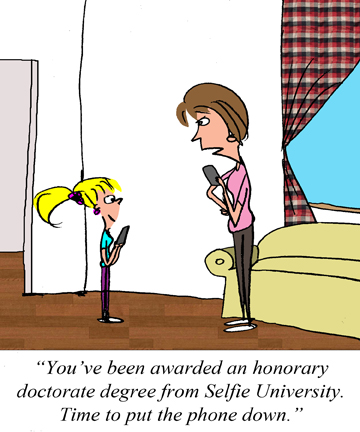 “You’ve been awarded an honorary
doctorate degree from Selfie University.
Time to put the phone down.”